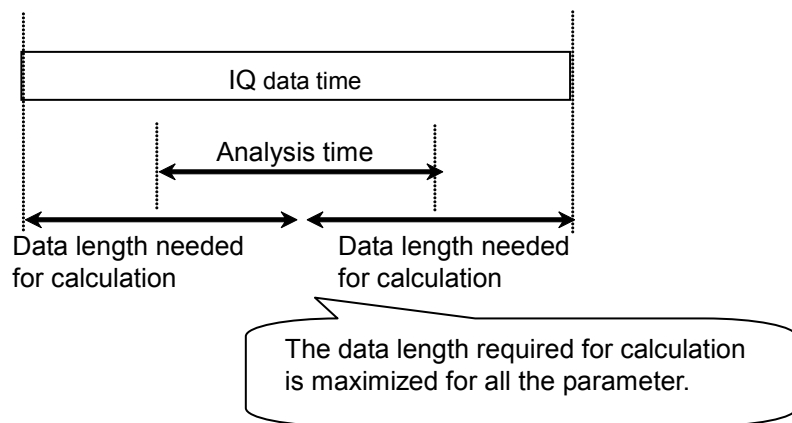 IQ data time
Analysis time
Data length needed
for calculation
Data length needed
for calculation
The data length required for calculation
is maximized for all the parameter.